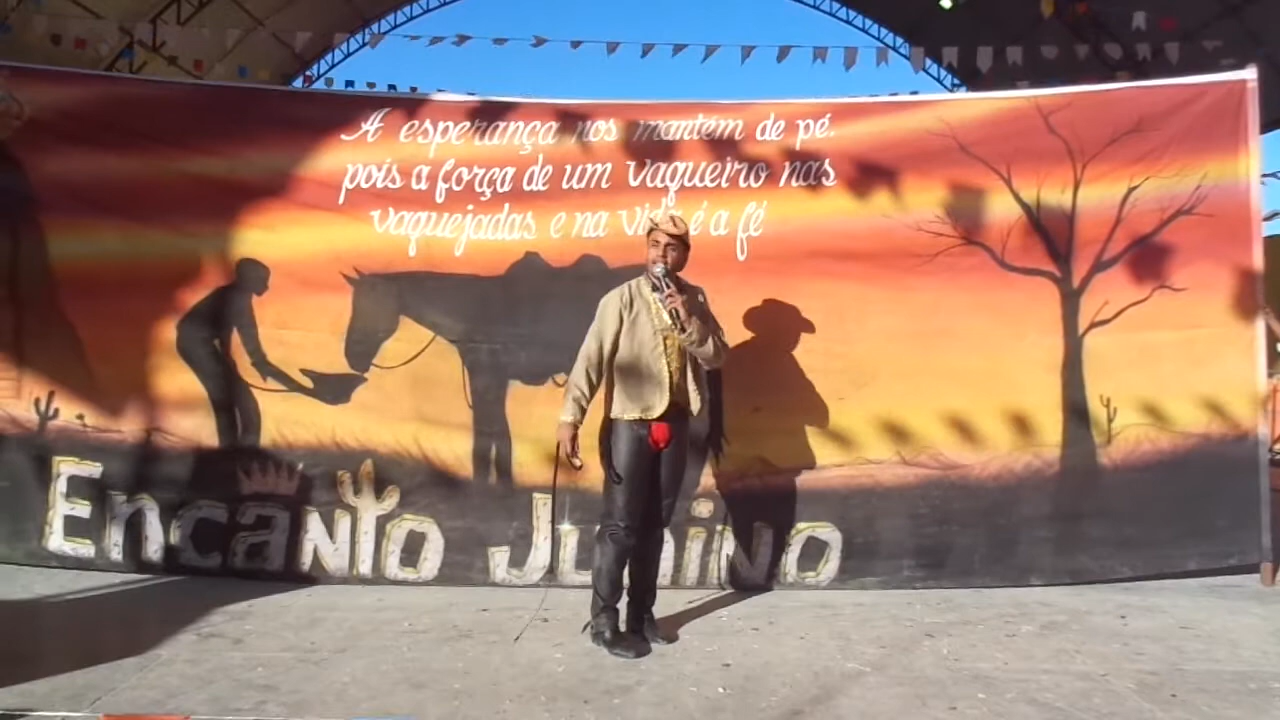 A esperança nos mantém de pé.
pois a força de um vaqueiro nas
vaquejadas e na vida é a fé
Encanto Junino